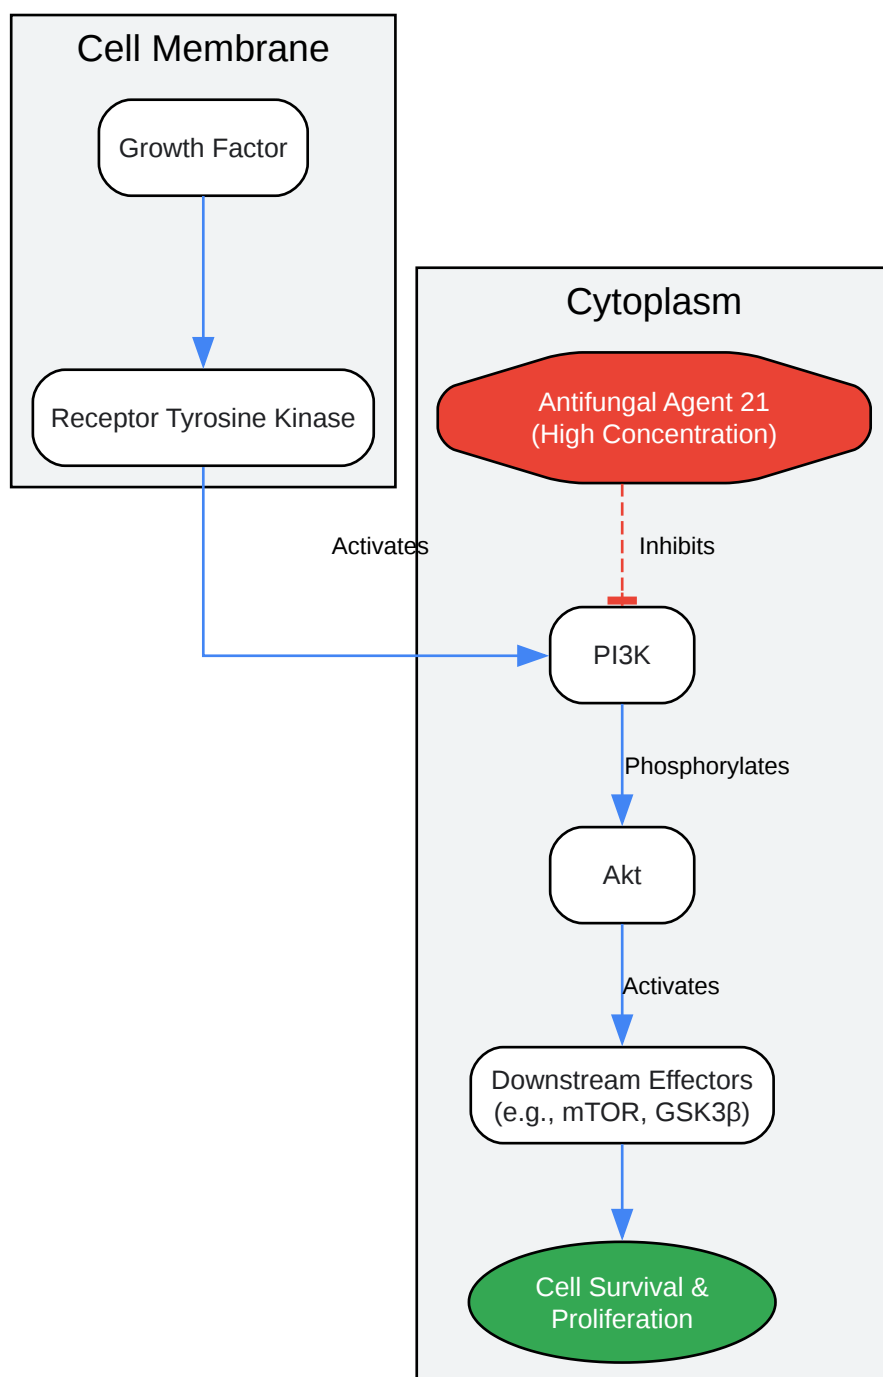 Cell Membrane
Growth Factor
Receptor Tyrosine Kinase
Cytoplasm
Antifungal Agent 21
(High Concentration)
Activates
Inhibits
PI3K
Phosphorylates
Akt
Activates
Downstream Effectors
(e.g., mTOR, GSK3β)
Cell Survival &
Proliferation